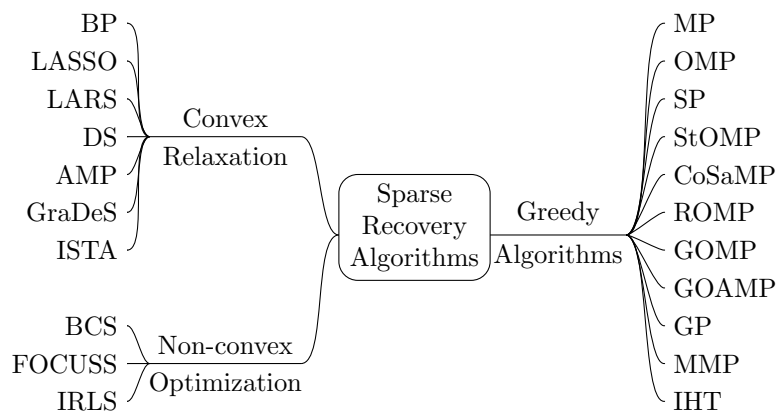 BP
LASSO
LARS
DS
AMP
GraDeS
ISTA
Convex
Relaxation
BCS
FOCUSS
IRLS
Non-convex
Optimization
Sparse
Recovery
Algorithms
Greedy
Algorithms
MP
OMP
SP
StOMP
CoSaMP
ROMP
GOMP
GOAMP
GP
MMP
IHT